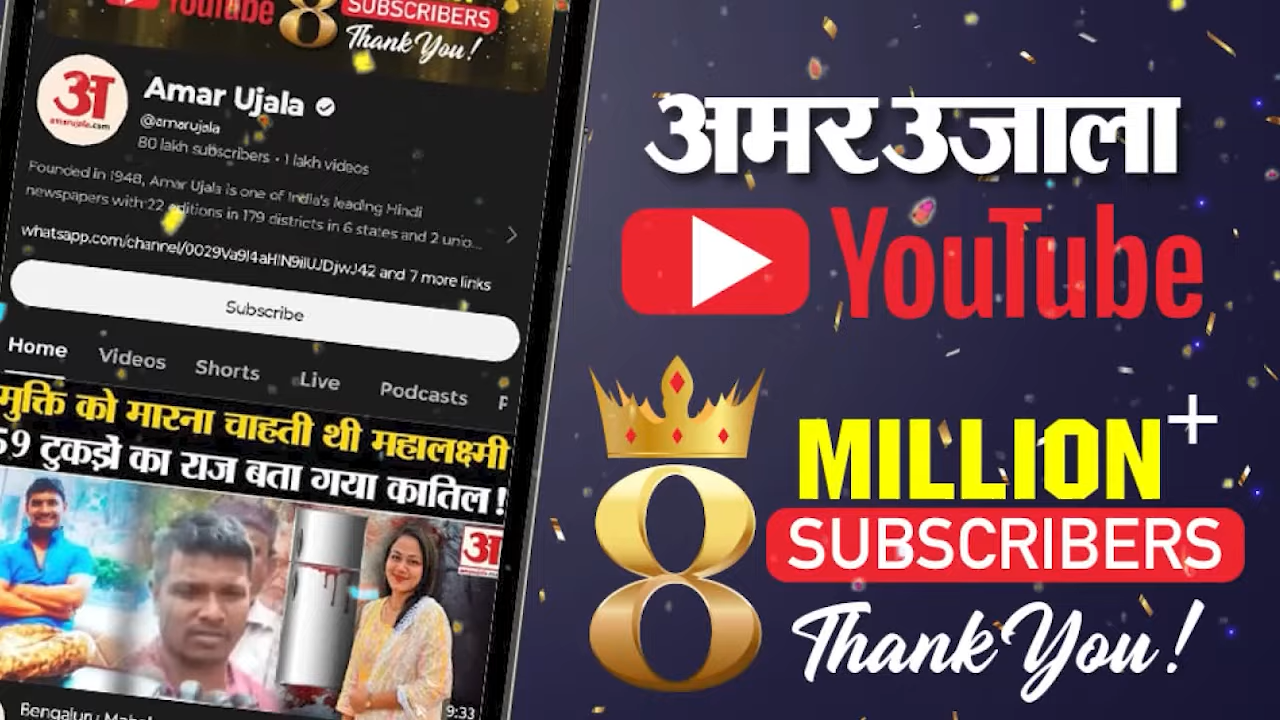 YouTube
SUBSCRIBERS
8
Thank You!
अ
amarujala.com
Amar Ujala
@amarujala
80 lakh subscribers • 1 lakh videos
Founded in 1948, Amar Ujala is one of India's leading Hindi
newspapers with 22 editions in 179 districts in 6 states and 2 unio...
and 7 more links
Subscribe
Home Videos Shorts Live Podcasts P
मुक्ति को मारना चाहती थी महालक्ष्मी
59 टुकड़ों का राज बता गया कातिल!
अ
Bengaluru
9:33
अमर उजाला
YouTube
8 MILLION+
SUBSCRIBERS
Thank You!